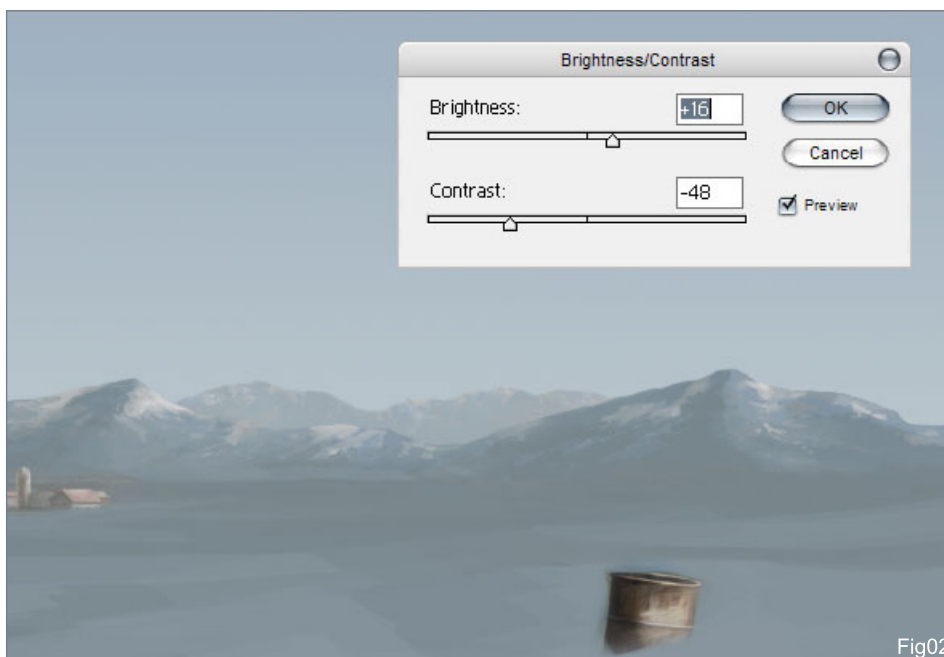 Brightness/Contrast
Brightness:
+16
OK
Cancel
Contrast:
-48
Preview
Fig02